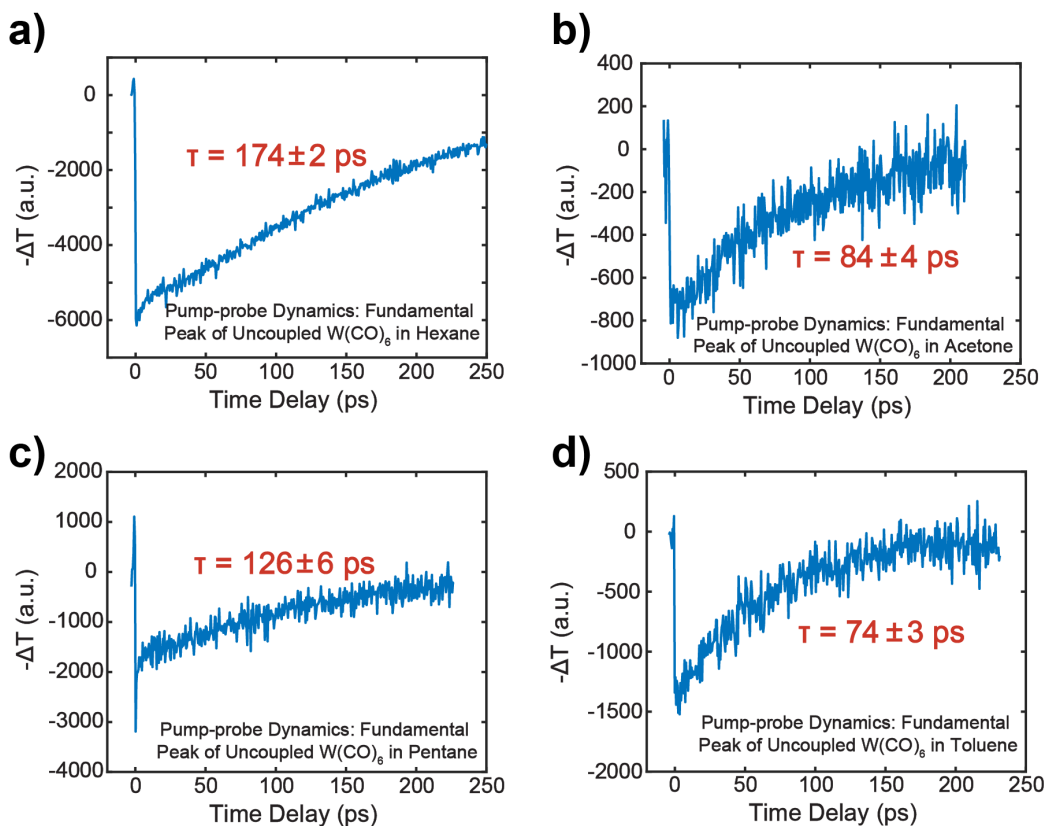 a)
0
-2000
-4000
-6000
-ΔT (a.u.)
τ = 174±2 ps
Pump-probe Dynamics: Fundamental
Peak of Uncoupled W(CO)₆ in Hexane
0 50 100 150 200 250
Time Delay (ps)
b)
400
200
0
-200
-400
-600
-800
-1000
-ΔT (a.u.)
τ = 84±4 ps
Pump-probe Dynamics: Fundamental
Peak of Uncoupled W(CO)₆ in Acetone
0 50 100 150 200 250
Time Delay (ps)
c)
2000
1000
0
-1000
-2000
-3000
-4000
-ΔT (a.u.)
τ = 126±6 ps
Pump-probe Dynamics: Fundamental
Peak of Uncoupled W(CO)₆ in Pentane
0 50 100 150 200 250
Time Delay (ps)
d)
500
0
-500
-1000
-1500
-2000
-ΔT (a.u.)
τ = 74±3 ps
Pump-probe Dynamics: Fundamental
Peak of Uncoupled W(CO)₆ in Toluene
0 50 100 150 200 250
Time Delay (ps)